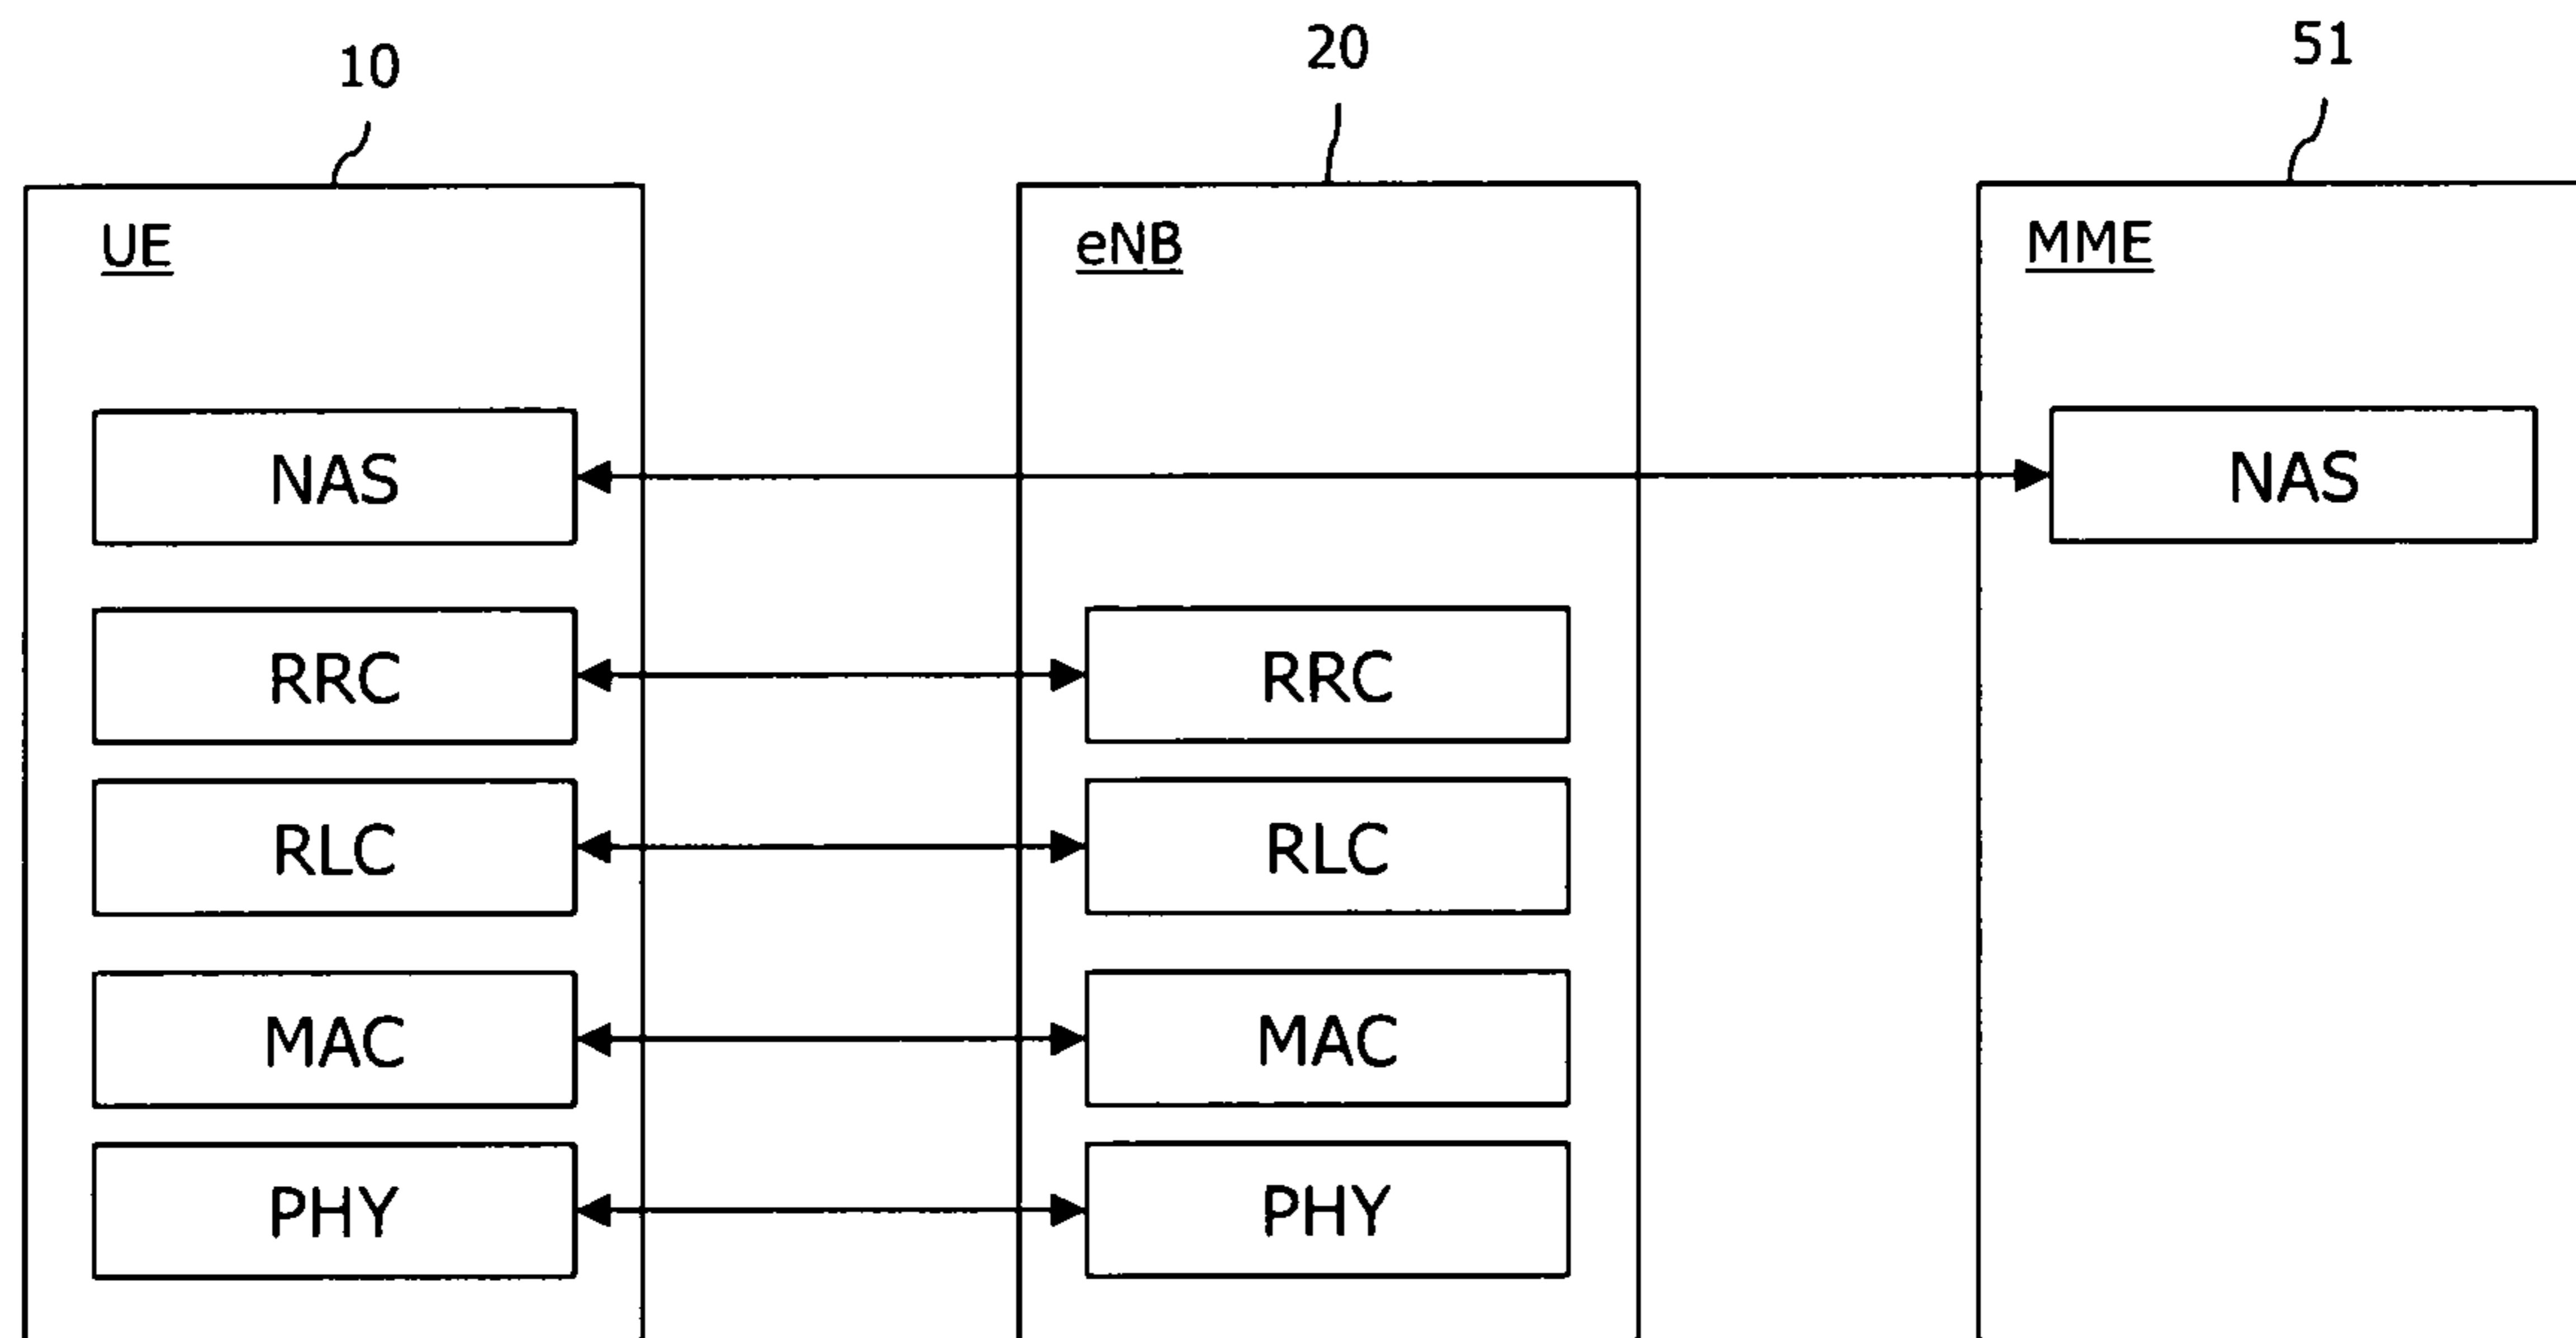 10 20 51
UE eNB MME
NAS NAS
RRC RRC
RLC RLC
MAC MAC
PHY PHY